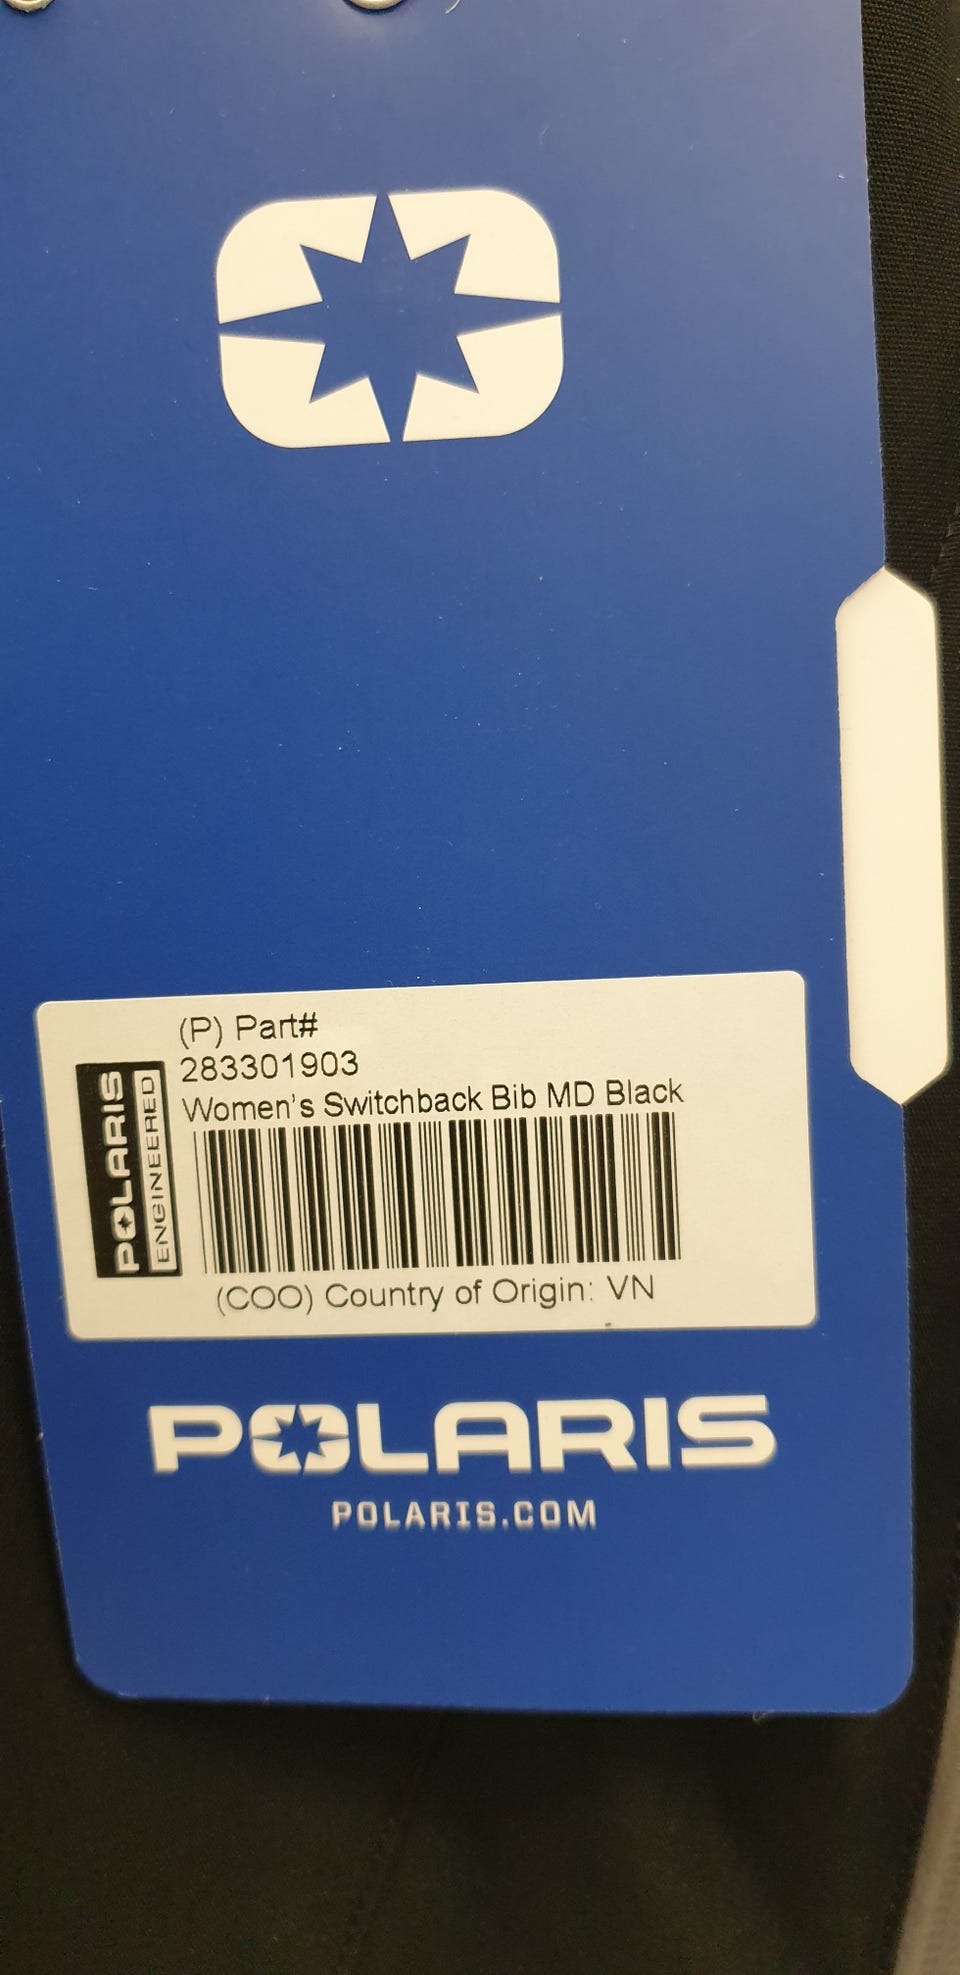 (P) Part#
283301903
Women's Switchback Bib MD Black
POLARIS
ENGINEERED
(COO) Country of Origin: VN
POLARIS
POLARIS.COM